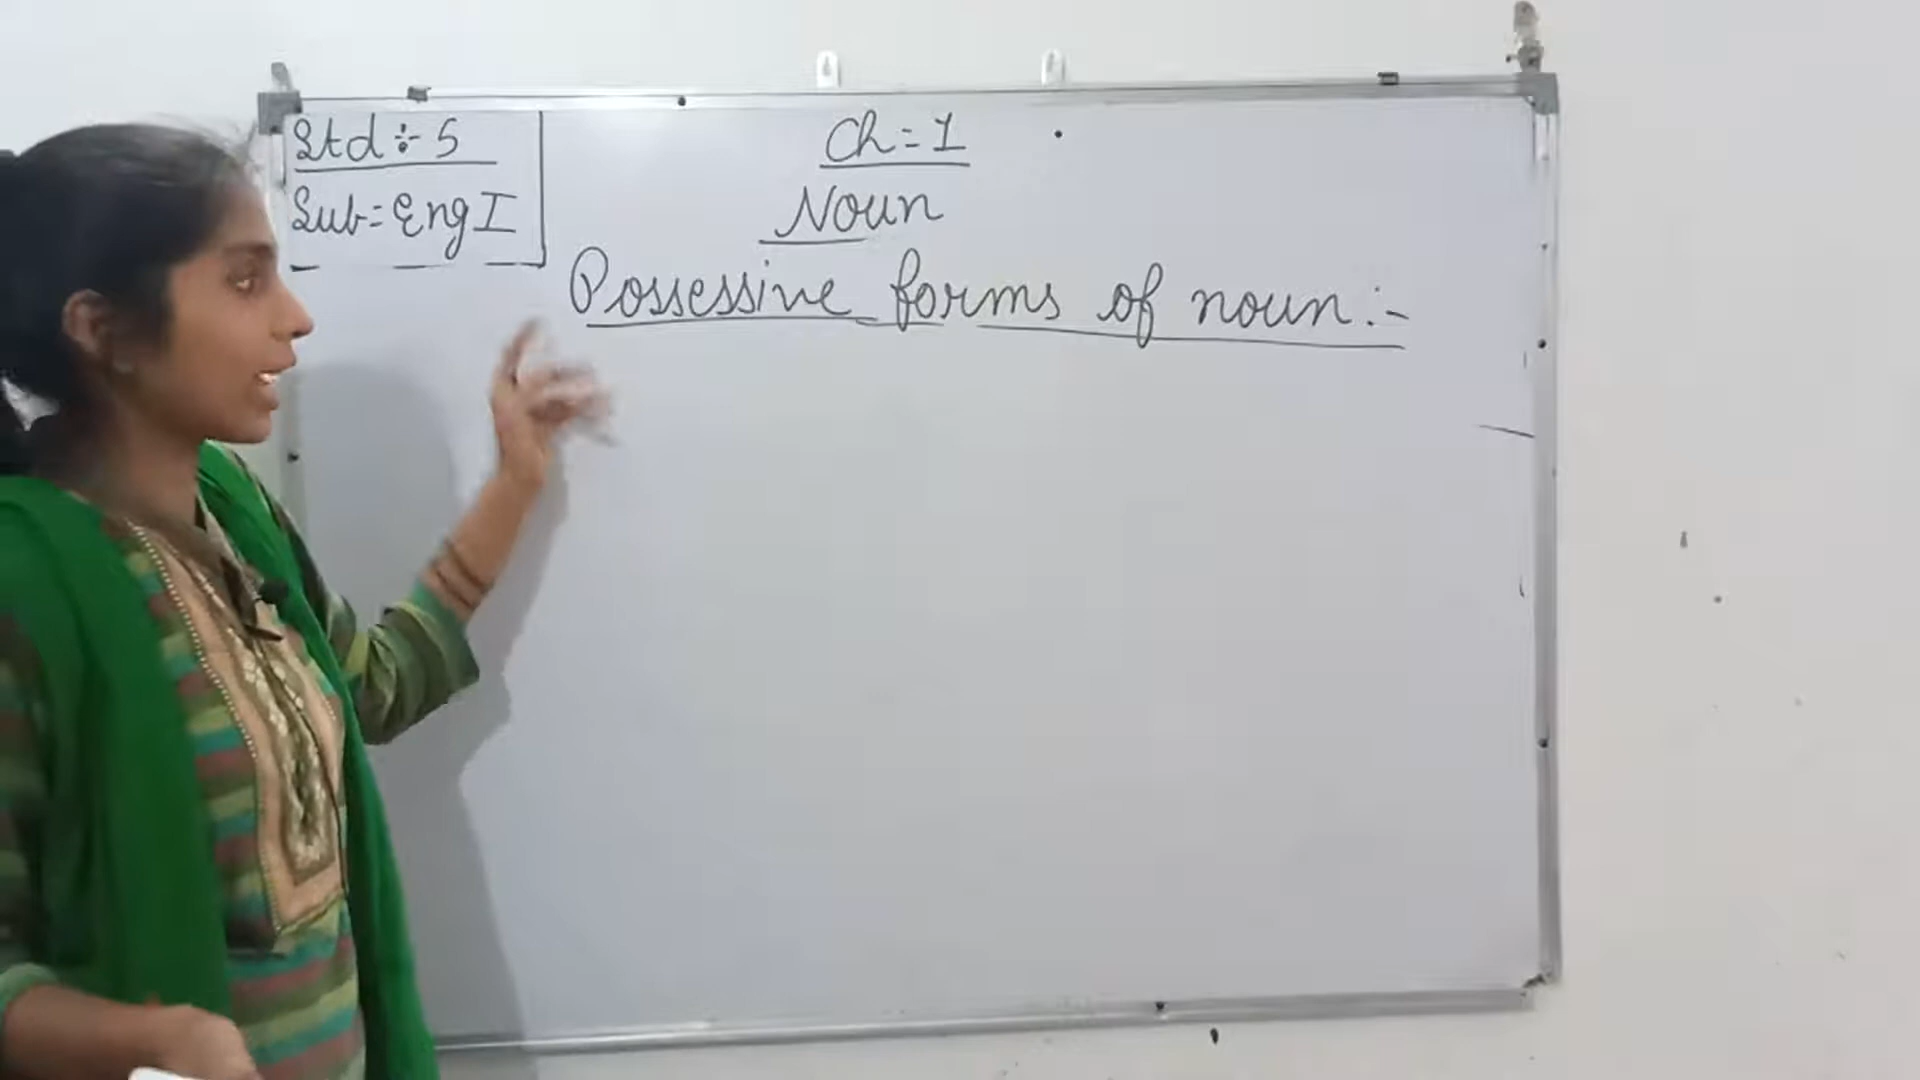 Std :- 5
Sub = Eng I
Ch = 1
Noun
Possessive forms of noun :-